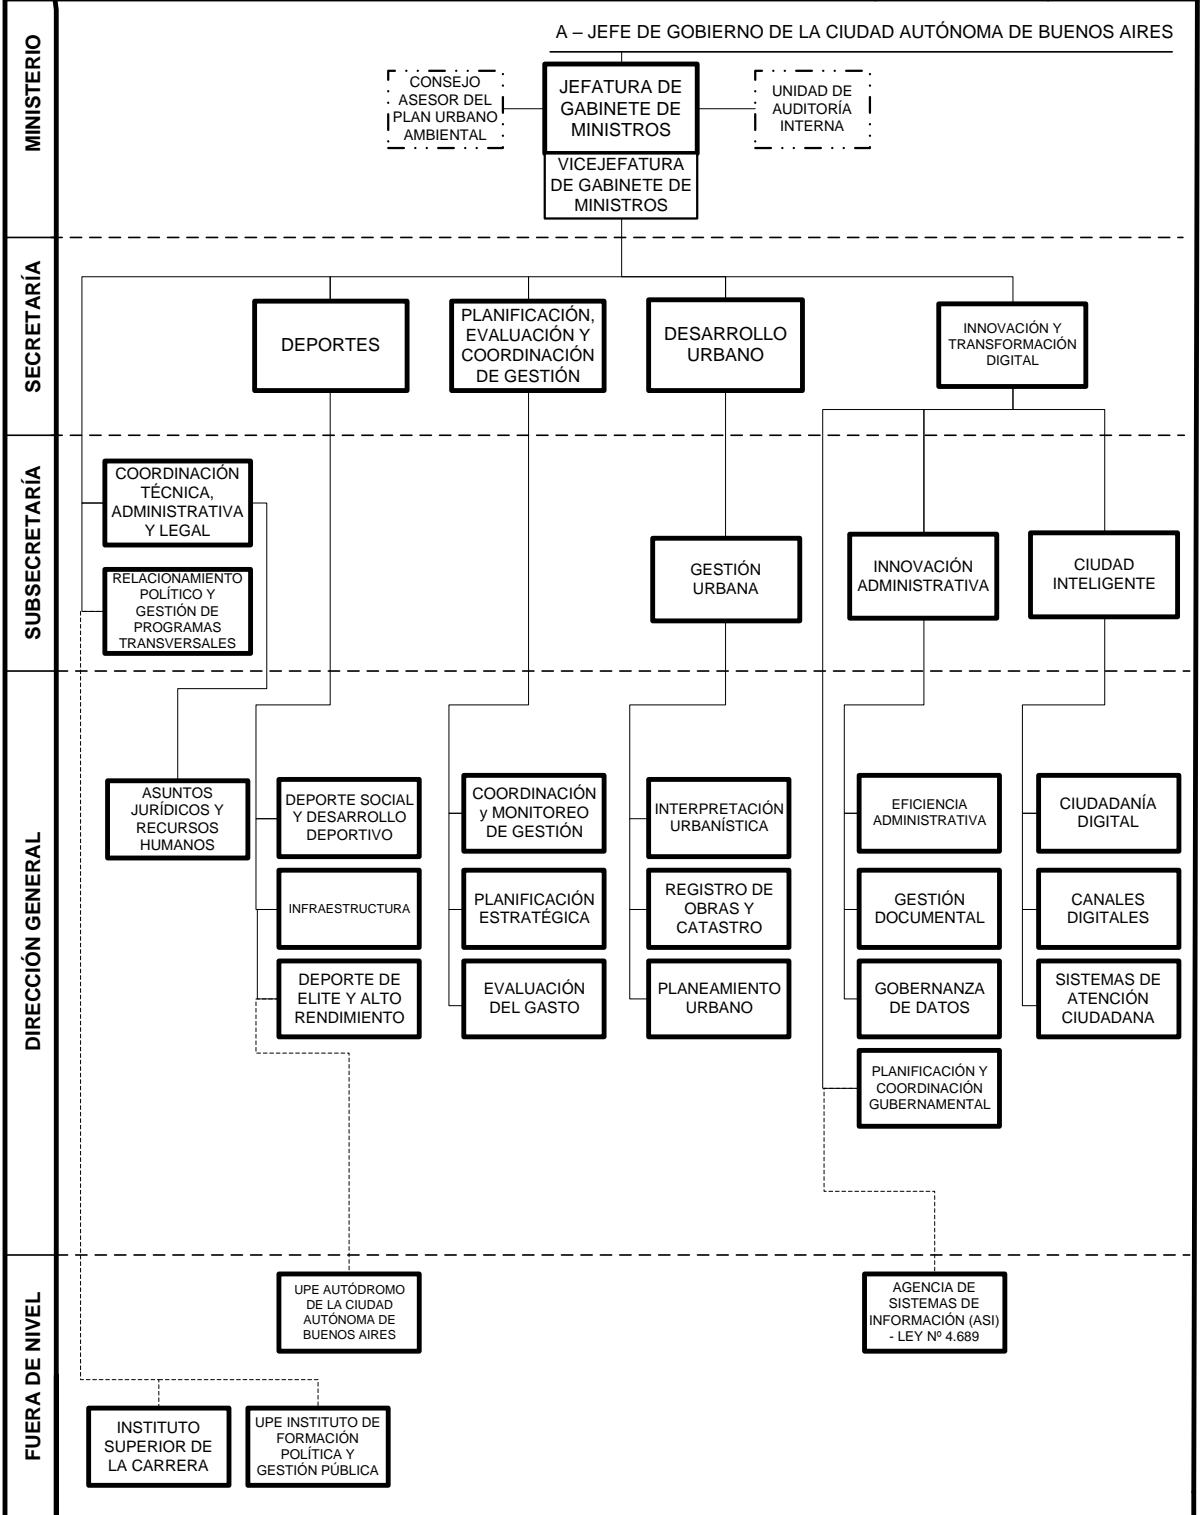 A – JEFE DE GOBIERNO DE LA CIUDAD AUTÓNOMA DE BUENOS AIRES
MINISTERIO
CONSEJO
ASESOR DEL
PLAN URBANO
AMBIENTAL
JEFATURA DE
GABINETE DE
MINISTROS
UNIDAD DE
AUDITORÍA
INTERNA
VICEJEFATURA
DE GABINETE DE
MINISTROS
SECRETARÍA
DEPORTES
PLANIFICACIÓN,
EVALUACIÓN Y
COORDINACIÓN
DE GESTIÓN
DESARROLLO
URBANO
INNOVACIÓN Y
TRANSFORMACIÓN
DIGITAL
SUBSECRETARÍA
COORDINACIÓN
TÉCNICA,
ADMINISTRATIVA
Y LEGAL
RELACIONAMIENTO
POLÍTICO Y
GESTIÓN DE
PROGRAMAS
TRANSVERSALES
GESTIÓN
URBANA
INNOVACIÓN
ADMINISTRATIVA
CIUDAD
INTELIGENTE
DIRECCIÓN GENERAL
ASUNTOS
JURÍDICOS Y
RECURSOS
HUMANOS
DEPORTE SOCIAL
Y DESARROLLO
DEPORTIVO
COORDINACIÓN
y MONITOREO
DE GESTIÓN
INTERPRETACIÓN
URBANÍSTICA
EFICIENCIA
ADMINISTRATIVA
CIUDADANÍA
DIGITAL
INFRAESTRUCTURA
PLANIFICACIÓN
ESTRATÉGICA
REGISTRO DE
OBRAS Y
CATASTRO
GESTIÓN
DOCUMENTAL
CANALES
DIGITALES
DEPORTE DE
ELITE Y ALTO
RENDIMIENTO
EVALUACIÓN
DEL GASTO
PLANEAMIENTO
URBANO
GOBERNANZA
DE DATOS
SISTEMAS DE
ATENCIÓN
CIUDADANA
PLANIFICACIÓN Y
COORDINACIÓN
GUBERNAMENTAL
FUERA DE NIVEL
UPE AUTÓDROMO
DE LA CIUDAD
AUTÓNOMA DE
BUENOS AIRES
AGENCIA DE
SISTEMAS DE
INFORMACIÓN (ASI)
- LEY Nº 4.689
INSTITUTO
SUPERIOR DE
LA CARRERA
UPE INSTITUTO DE
FORMACIÓN
POLÍTICA Y
GESTIÓN PÚBLICA